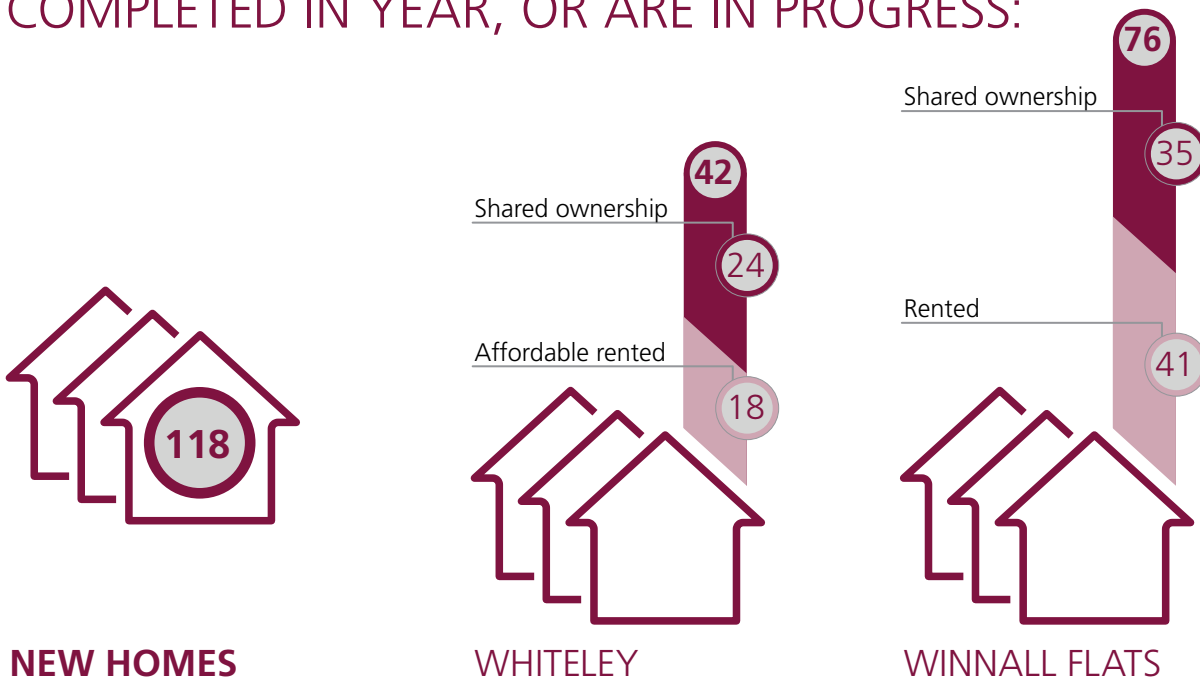 COMPLETED IN YEAR, OR ARE IN PROGRESS:
76
Shared ownership
35
42
Shared ownership
24
Rented
41
Affordable rented
18
118
NEW HOMES
WHITELEY
WINNALL FLATS